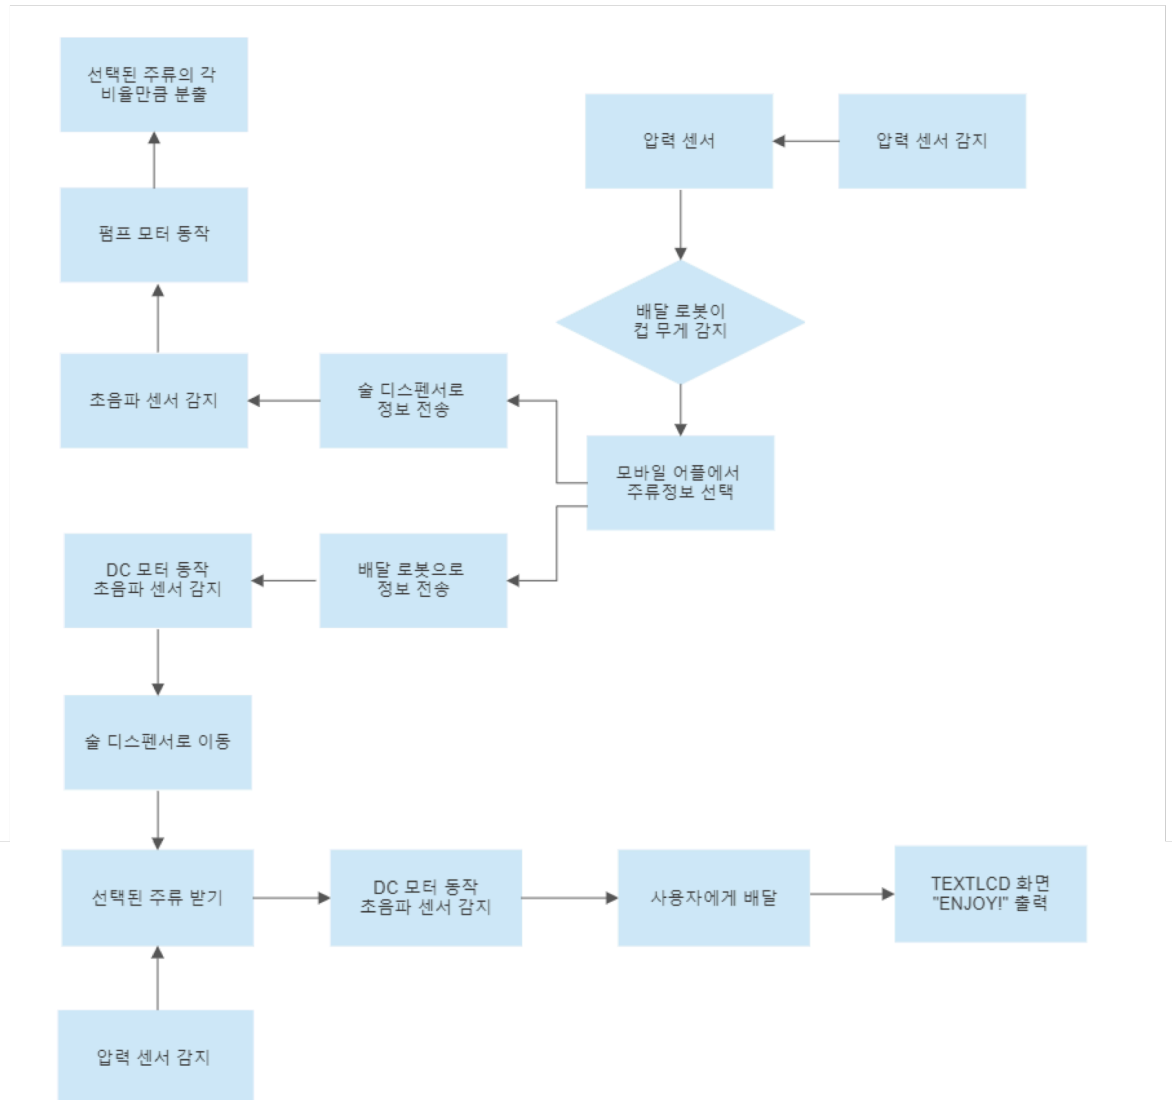 선택된 주류의 각
비율만큼 분출
압력 센서
압력 센서 감지
펌프 모터 동작
배달 로봇이
컵 무게 감지
초음파 센서 감지
술 디스펜서로
정보 전송
모바일 어플에서
주류정보 선택
DC 모터 동작
초음파 센서 감지
배달 로봇으로
정보 전송
술 디스펜서로 이동
선택된 주류 받기
DC 모터 동작
초음파 센서 감지
사용자에게 배달
TEXTLCD 화면
"ENJOY!" 출력
압력 센서 감지